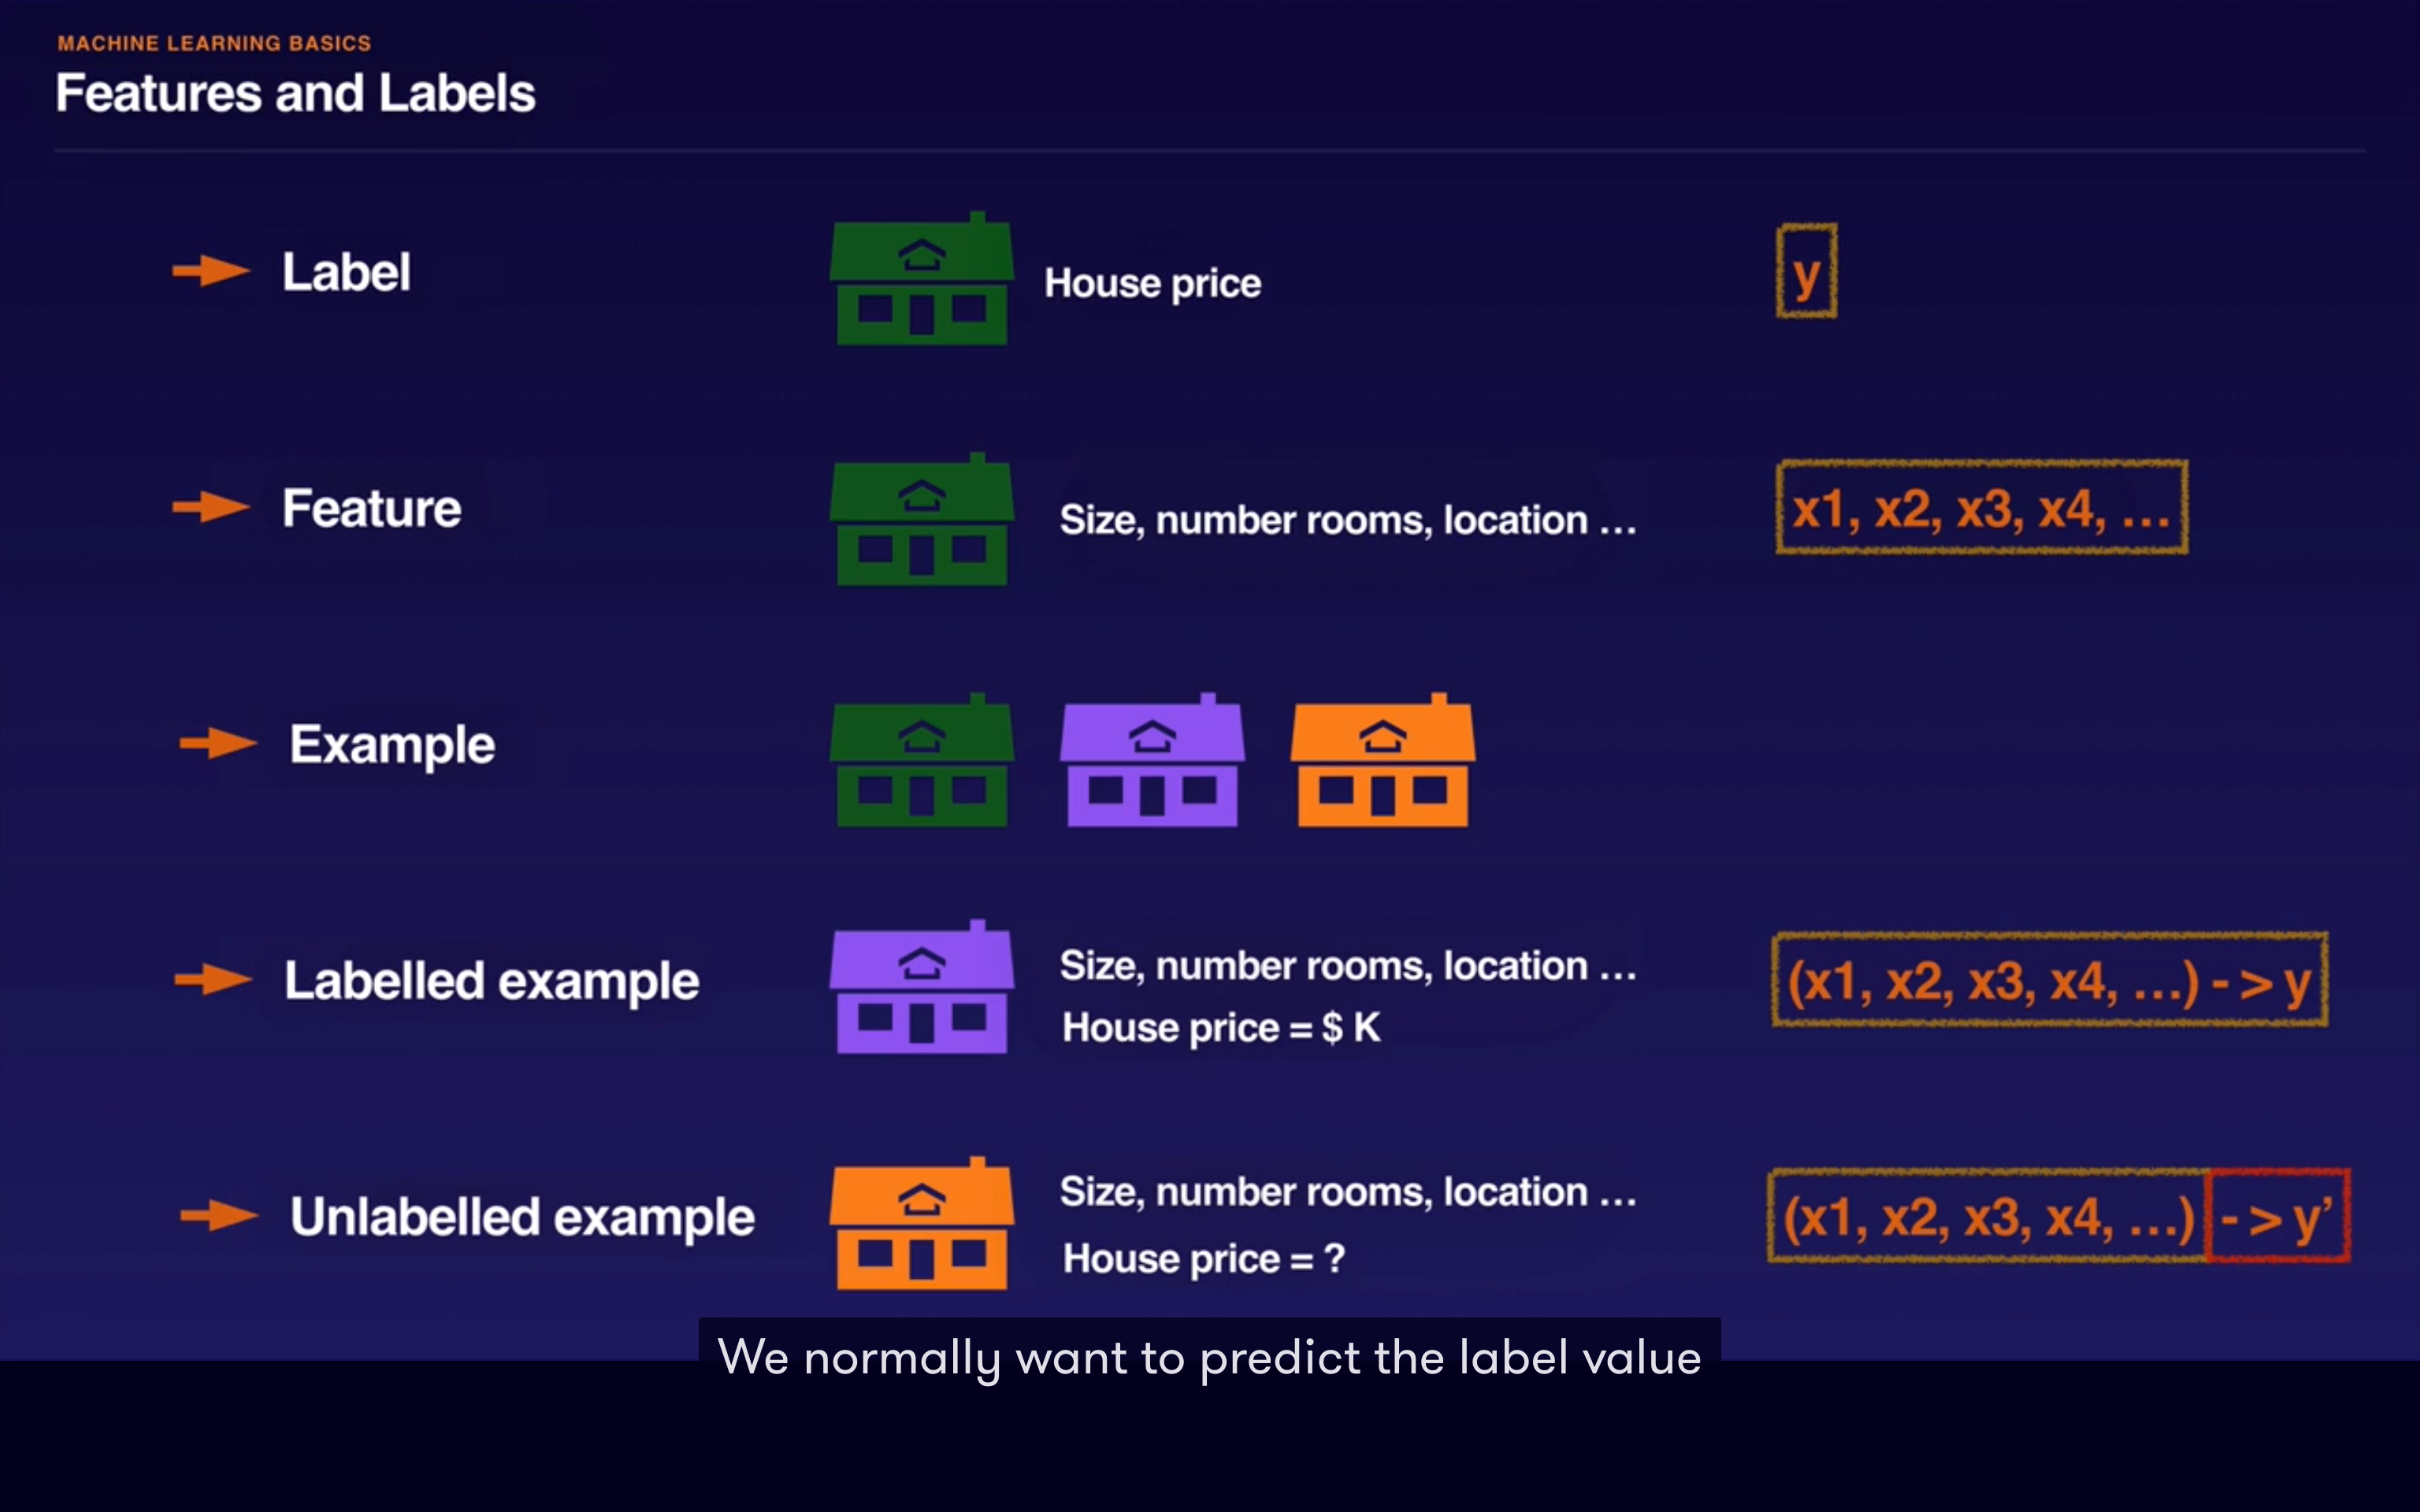 MACHINE LEARNING BASICS
Features and Labels
Label
House price
y
Feature
Size, number rooms, location ...
x1, x2, x3, x4, ...
Example
Labelled example
Size, number rooms, location ...
House price = $ K
(x1, x2, x3, x4, ...) - > y
Unlabelled example
Size, number rooms, location ...
House price = ?
(x1, x2, x3, x4, ...) - > y’
We normally want to predict the label value